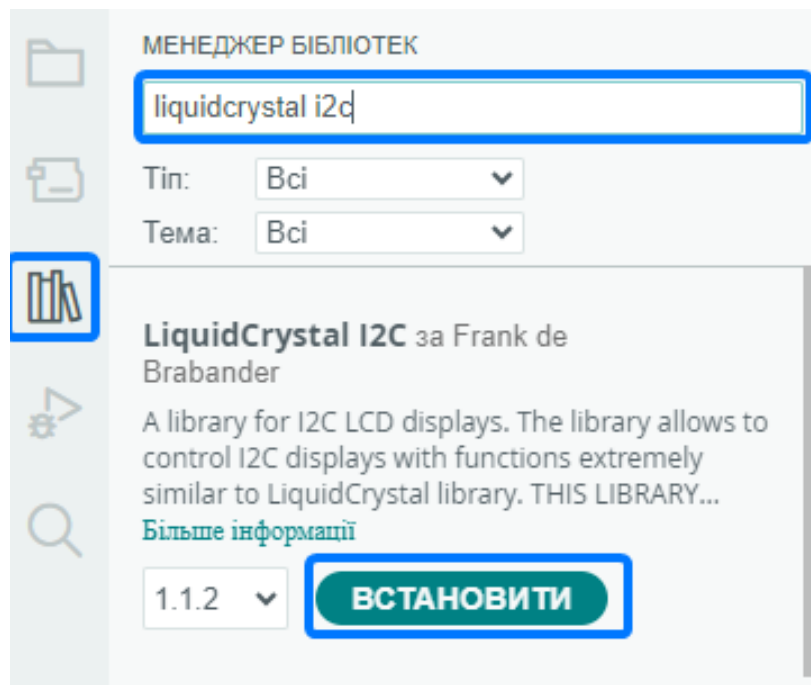 МЕНЕДЖЕР БІБЛІОТЕК
liquidcrystal i2c
Тіп: Всі
Тема: Всі
LiquidCrystal I2C за Frank de
Brabander
A library for I2C LCD displays. The library allows to
control I2C displays with functions extremely
similar to LiquidCrystal library. THIS LIBRARY...
Більше інформації
1.1.2 ВСТАНОВИТИ